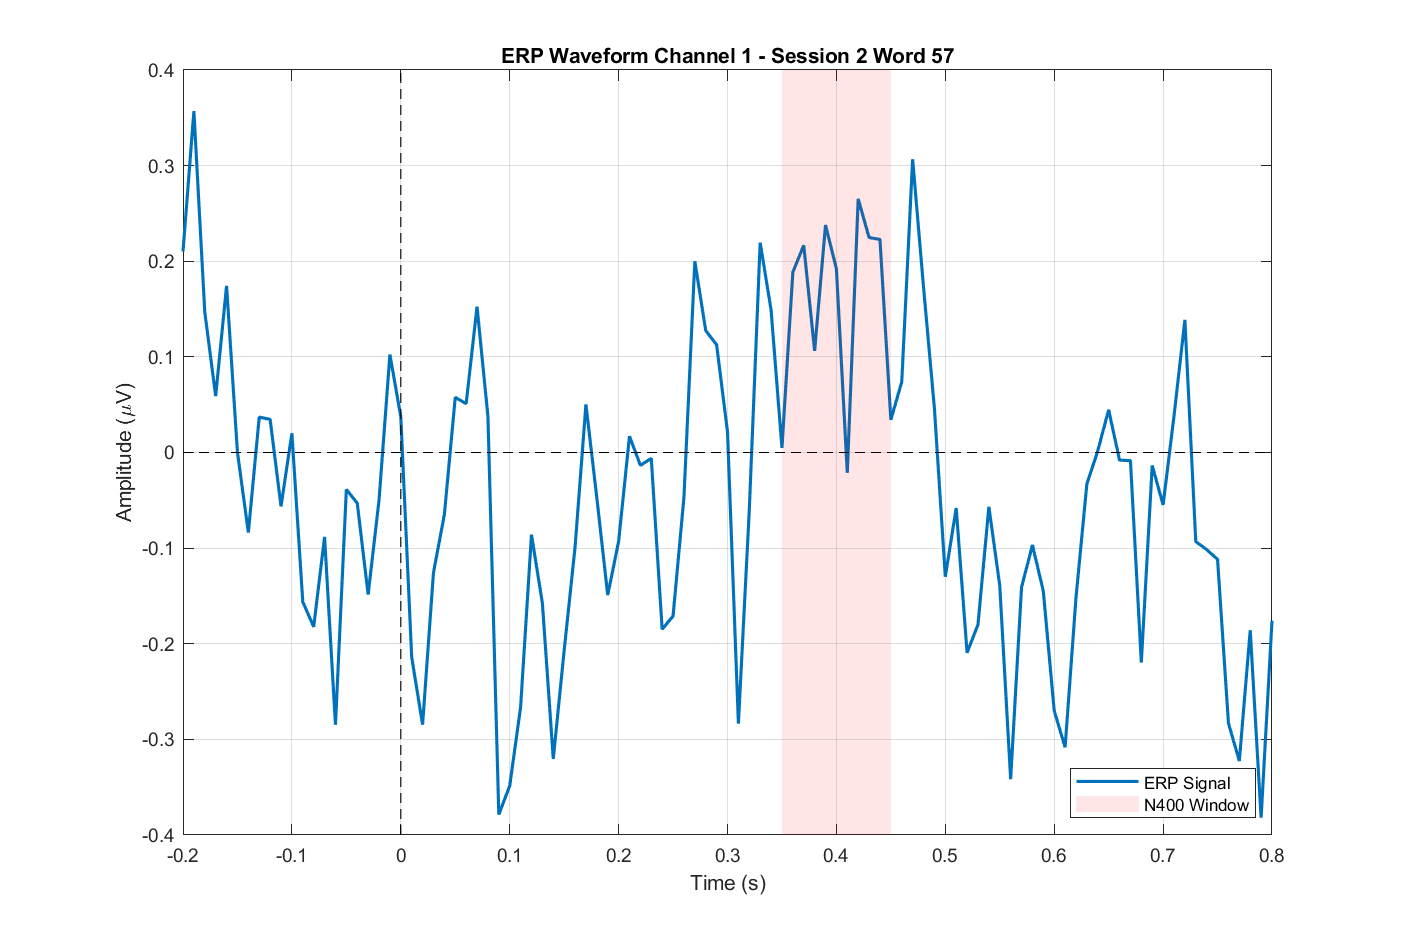 ERP Waveform Channel 1 - Session 2 Word 57
Amplitude (μV)
0.4
0.3
0.2
0.1
0
-0.1
-0.2
-0.3
-0.4
-0.2 -0.1 0 0.1 0.2 0.3 0.4 0.5 0.6 0.7 0.8
Time (s)
ERP Signal
N400 Window